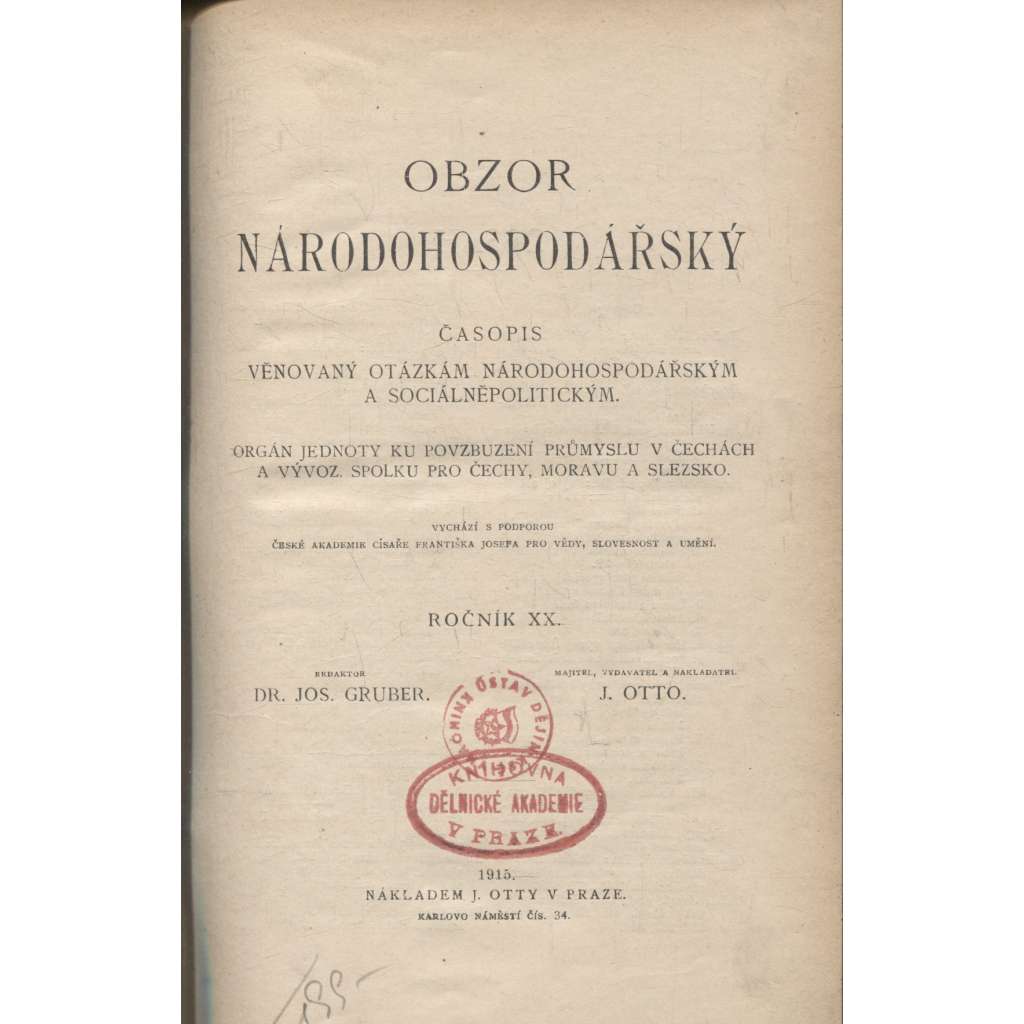 OBZOR
NÁRODOHOSPODÁŘSKÝ
ČASOPIS
VĚNOVANÝ OTÁZKÁM NÁRODOHOSPODÁŘSKÝM
A SOCIÁLNĚPOLITICKÝM.
ORGÁN JEDNOTY KU POVZBUZENÍ PRŮMYSLU V ČECHÁCH
A VÝVOZ. SPOLKU PRO ČECHY, MORAVU A SLEZSKO.
VYCHÁZÍ S PODPOROU
ČESKÉ AKADEMIE CÍSAŘE FRANTIŠKA JOSEFA PRO VĚDY, SLOVESNOST A UMĚNÍ.
ROČNÍK XX.
REDAKTOR
DR. JOS. GRUBER.
MAJITEL, VYDAVATEL A NAKLADATEL
J. OTTO.
ÚSTAV DĚJIN
KNIHOVNA
DĚLNICKÉ AKADEMIE
V PRAZE.
1915.
NÁKLADEM J. OTTY V PRAZE.
KARLOVO NÁMĚSTÍ ČÍS. 34.